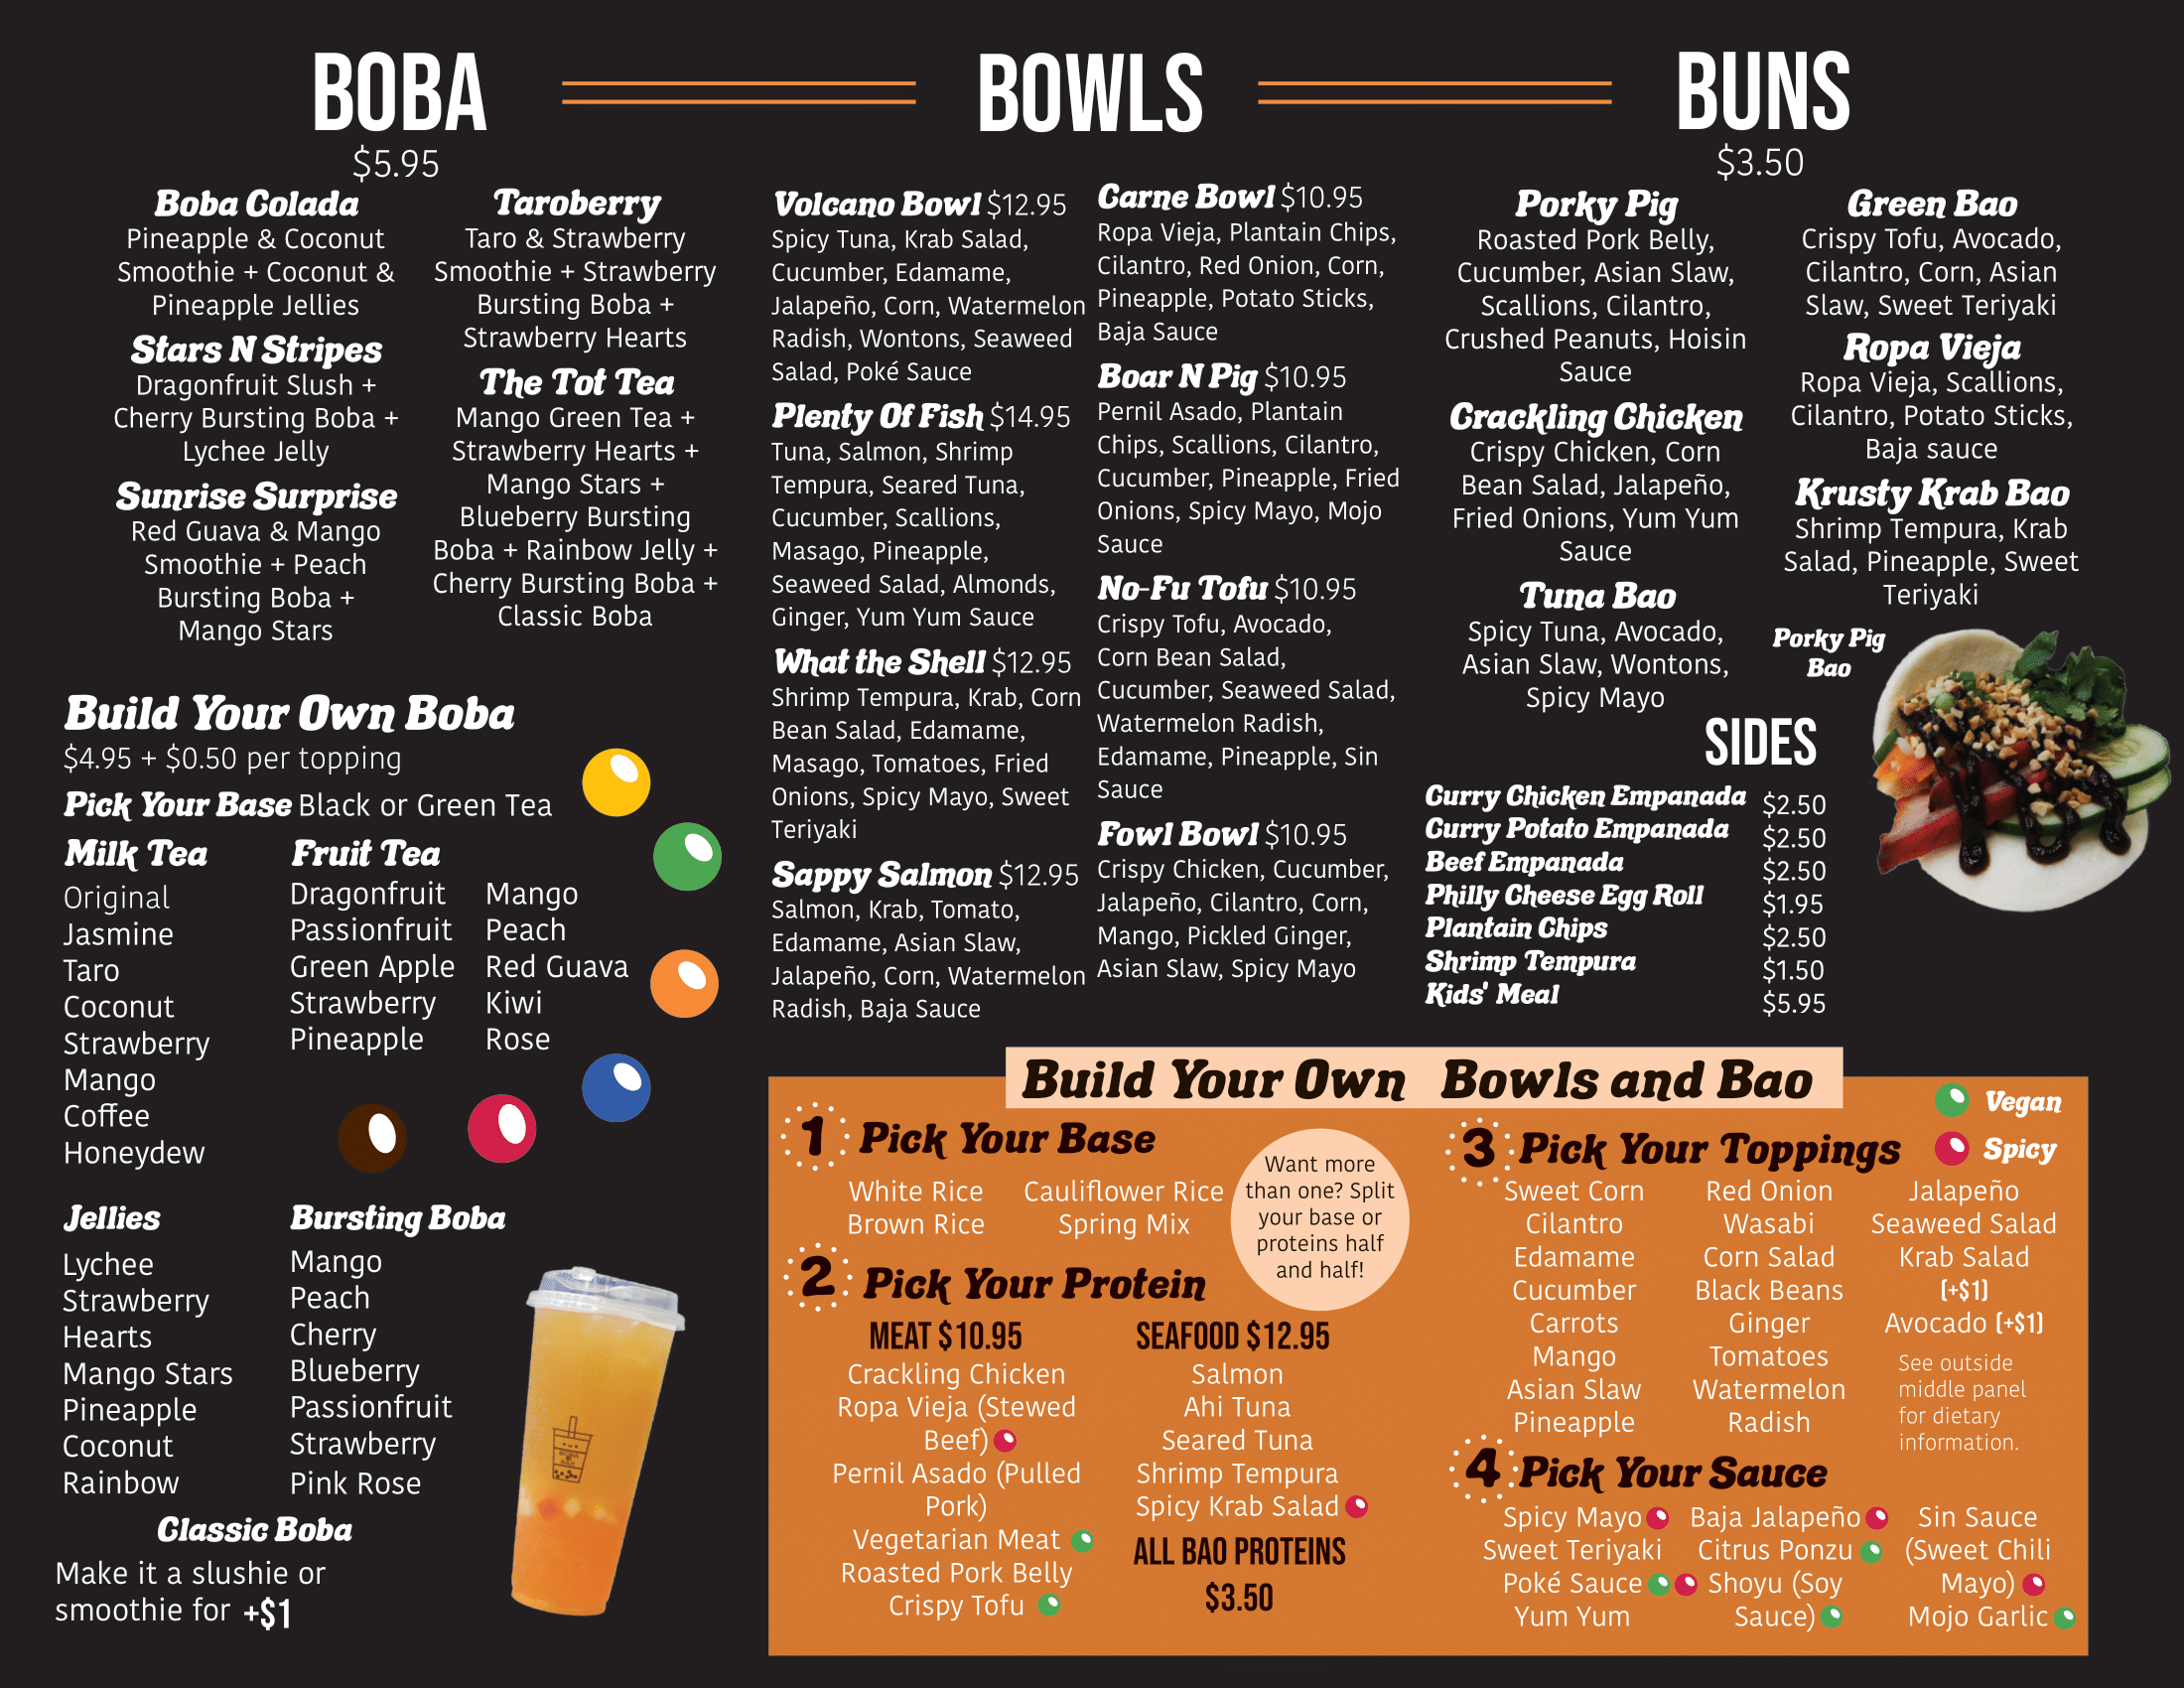 BOBA
$5.95
Boba Colada
Pineapple & Coconut
Smoothie + Coconut &
Pineapple Jellies
Stars N Stripes
Dragonfruit Slush +
Cherry Bursting Boba +
Lychee Jelly
Sunrise Surprise
Red Guava & Mango
Smoothie + Peach
Bursting Boba +
Mango Stars
Taroberry
Taro & Strawberry
Smoothie + Strawberry
Bursting Boba +
Strawberry Hearts
The Tot Tea
Mango Green Tea +
Strawberry Hearts +
Mango Stars +
Blueberry Bursting
Boba + Rainbow Jelly +
Cherry Bursting Boba +
Classic Boba
Build Your Own Boba
$4.95 + $0.50 per topping
Pick Your Base Black or Green Tea
Milk Tea
Original
Jasmine
Taro
Coconut
Strawberry
Mango
Coffee
Honeydew
Fruit Tea
Dragonfruit
Passionfruit
Green Apple
Strawberry
Pineapple
Mango
Peach
Red Guava
Kiwi
Rose
Jellies
Lychee
Strawberry
Hearts
Mango Stars
Pineapple
Coconut
Rainbow
Bursting Boba
Mango
Peach
Cherry
Blueberry
Passionfruit
Strawberry
Pink Rose
Classic Boba
Make it a slushie or
smoothie for +$1
BOWLS
Volcano Bowl $12.95
Spicy Tuna, Krab Salad,
Cucumber, Edamame,
Jalapeño, Corn, Watermelon
Radish, Wontons, Seaweed
Salad, Poké Sauce
Plenty Of Fish $14.95
Tuna, Salmon, Shrimp
Tempura, Seared Tuna,
Cucumber, Scallions,
Masago, Pineapple,
Seaweed Salad, Almonds,
Ginger, Yum Yum Sauce
What the Shell $12.95
Shrimp Tempura, Krab, Corn
Bean Salad, Edamame,
Masago, Tomatoes, Fried
Onions, Spicy Mayo, Sweet
Teriyaki
Sappy Salmon $12.95
Salmon, Krab, Tomato,
Edamame, Asian Slaw,
Jalapeño, Corn, Watermelon
Radish, Baja Sauce
Carne Bowl $10.95
Ropa Vieja, Plantain Chips,
Cilantro, Red Onion, Corn,
Pineapple, Potato Sticks,
Baja Sauce
Boar N Pig $10.95
Pernil Asado, Plantain
Chips, Scallions, Cilantro,
Cucumber, Pineapple, Fried
Onions, Spicy Mayo, Mojo
Sauce
No-Fu Tofu $10.95
Crispy Tofu, Avocado,
Corn Bean Salad,
Cucumber, Seaweed Salad,
Watermelon Radish,
Edamame, Pineapple, Sin
Sauce
Fowl Bowl $10.95
Crispy Chicken, Cucumber,
Jalapeño, Cilantro, Corn,
Mango, Pickled Ginger,
Asian Slaw, Spicy Mayo
BUNS
$3.50
Porky Pig
Roasted Pork Belly,
Cucumber, Asian Slaw,
Scallions, Cilantro,
Crushed Peanuts, Hoisin
Sauce
Crackling Chicken
Crispy Chicken, Corn
Bean Salad, Jalapeño,
Fried Onions, Yum Yum
Sauce
Tuna Bao
Spicy Tuna, Avocado,
Asian Slaw, Wontons,
Spicy Mayo
Green Bao
Crispy Tofu, Avocado,
Cilantro, Corn, Asian
Slaw, Sweet Teriyaki
Ropa Vieja
Ropa Vieja, Scallions,
Cilantro, Potato Sticks,
Baja sauce
Krusty Krab Bao
Shrimp Tempura, Krab
Salad, Pineapple, Sweet
Teriyaki
Porky Pig
Bao
SIDES
Curry Chicken Empanada $2.50
Curry Potato Empanada $2.50
Beef Empanada $2.50
Philly Cheese Egg Roll $1.95
Plantain Chips $2.50
Shrimp Tempura $1.50
Kids' Meal $5.95
Build Your Own Bowls and Bao
Vegan
Spicy
1 Pick Your Base
White Rice
Brown Rice
Cauliflower Rice
Spring Mix
Want more
than one? Split
your base or
proteins half
and half!
2 Pick Your Protein
MEAT $10.95
Crackling Chicken
Ropa Vieja (Stewed
Beef)
Pernil Asado (Pulled
Pork)
Vegetarian Meat
Roasted Pork Belly
Crispy Tofu
SEAFOOD $12.95
Salmon
Ahi Tuna
Seared Tuna
Shrimp Tempura
Spicy Krab Salad
ALL BAO PROTEINS
$3.50
3 Pick Your Toppings
Sweet Corn
Cilantro
Edamame
Cucumber
Carrots
Mango
Asian Slaw
Pineapple
Red Onion
Wasabi
Corn Salad
Black Beans
Ginger
Tomatoes
Watermelon
Radish
Jalapeño
Seaweed Salad
Krab Salad
(+$1)
Avocado (+$1)
See outside
middle panel
for dietary
information.
4 Pick Your Sauce
Spicy Mayo
Sweet Teriyaki
Poké Sauce
Yum Yum
Baja Jalapeño
Citrus Ponzu
Shoyu (Soy
Sauce)
Sin Sauce
(Sweet Chili
Mayo)
Mojo Garlic